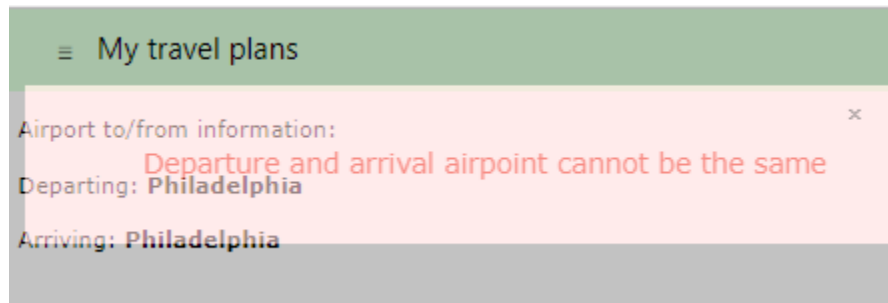 ≡ My travel plans
×
Airport to/from information:
Departure and arrival airpoint cannot be the same
Departing: Philadelphia
Arriving: Philadelphia